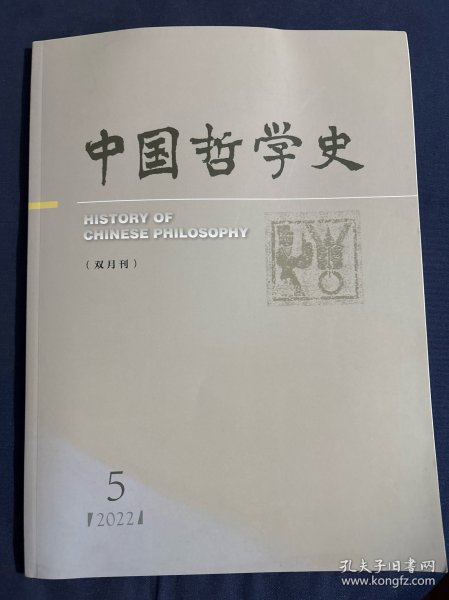 中国哲学史
HISTORY OF
CHINESE PHILOSOPHY
（双月刊）
5
2022
孔夫子旧书网
www.kongfz.com